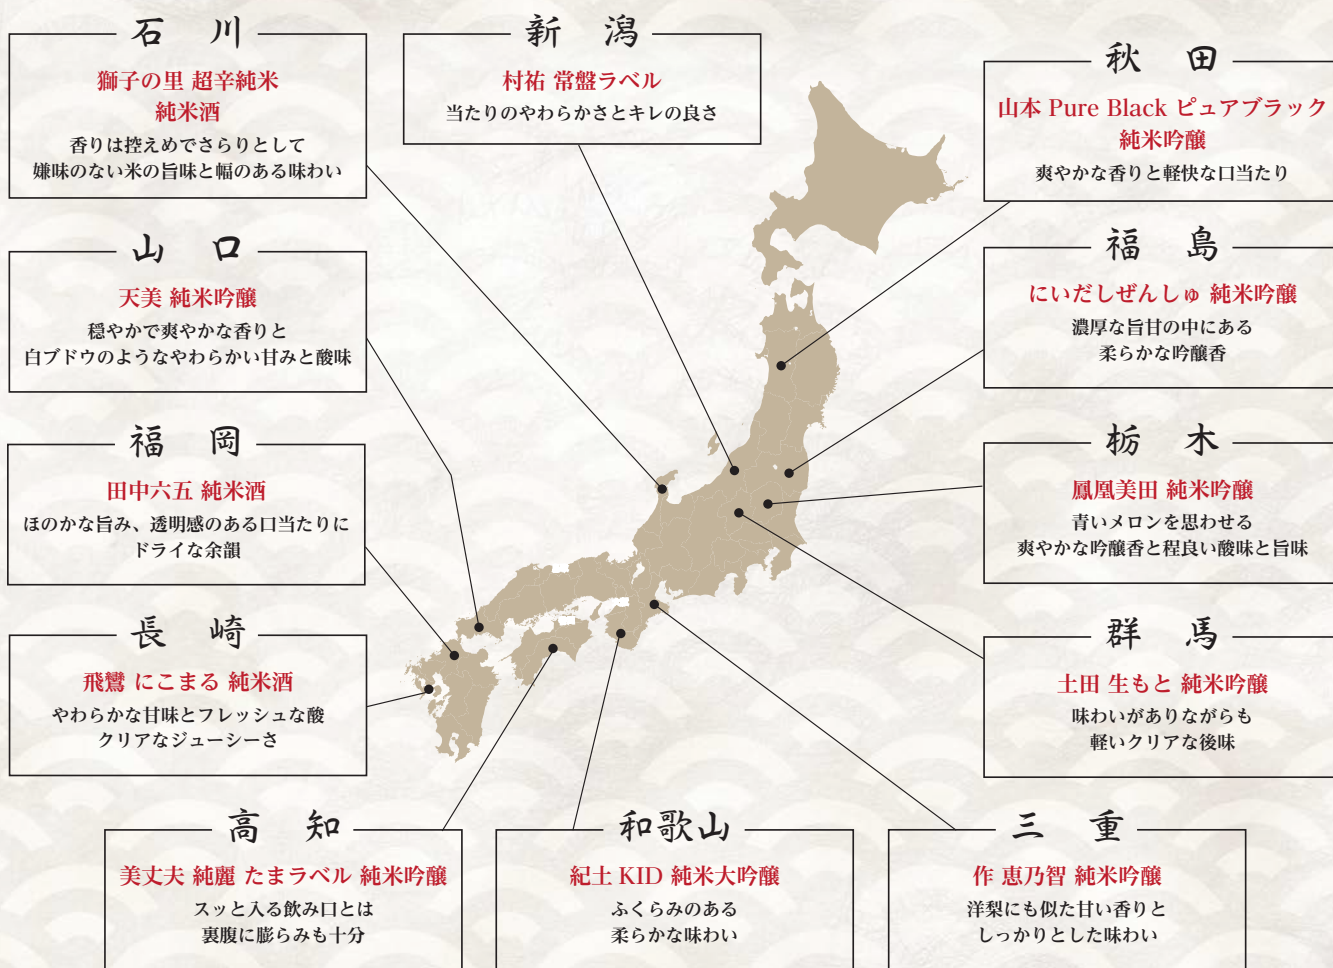 石川
獅子の里 超辛純米
純米酒
香りは控えめでさらりとして
嫌味のない米の旨味と幅のある味わい
新潟
村祐 常盤ラベル
当たりのやわらかさとキレの良さ
秋田
山本 Pure Black ピュアブラック
純米吟醸
爽やかな香りと軽快な口当たり
山口
天美 純米吟醸
穏やかで爽やかな香りと
白ブドウのようなやわらかい甘みと酸味
福島
にいだしぜんしゅ 純米吟醸
濃厚な旨甘の中にある
柔らかな吟醸香
福岡
田中六五 純米酒
ほのかな旨み、透明感のある口当たりに
ドライな余韻
栃木
鳳凰美田 純米吟醸
青いメロンを思わせる
爽やかな吟醸香と程良い酸味と旨味
長崎
飛鸞 にこまる 純米酒
やわらかな甘味とフレッシュな酸
クリアなジューシーさ
群馬
土田 生もと 純米吟醸
味わいがありながらも
軽いクリアな後味
高知
美丈夫 純麗 たまラベル 純米吟醸
スッと入る飲み口とは
裏腹に膨らみも十分
和歌山
紀土 KID 純米大吟醸
ふくらみのある
柔らかな味わい
三重
作 恵乃智 純米吟醸
洋梨にも似た甘い香りと
しっかりとした味わい